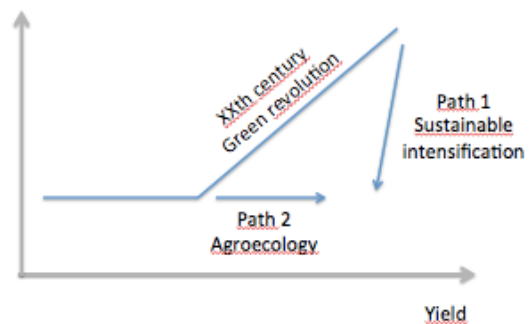 XXth century
Green revolution
Path 1
Sustainable
intensification
Path 2
Agroecology
Yield